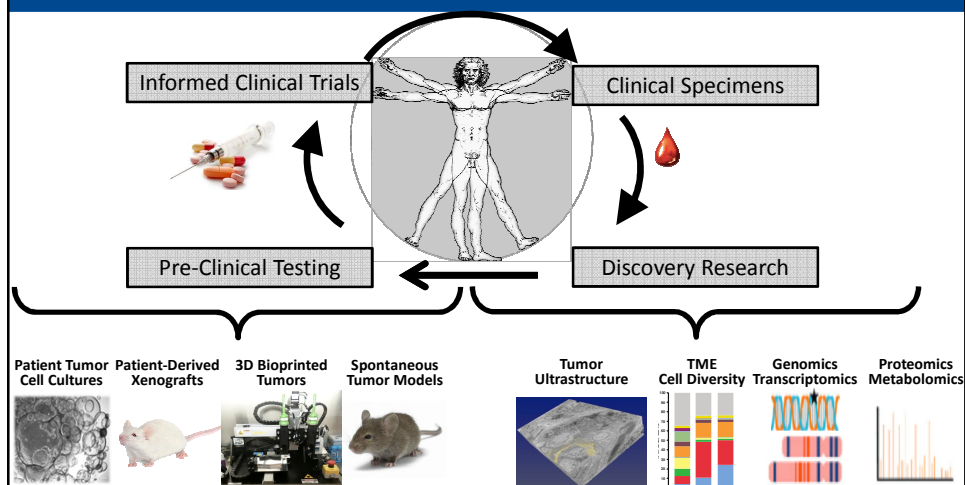 Informed Clinical Trials
Clinical Specimens
Pre-Clinical Testing
Discovery Research
Patient Tumor
Cell Cultures
Patient-Derived
Xenografts
3D Bioprinted
Tumors
Spontaneous
Tumor Models
Tumor
Ultrastructure
TME
Cell Diversity
Genomics
Transcriptomics
Proteomics
Metabolomics